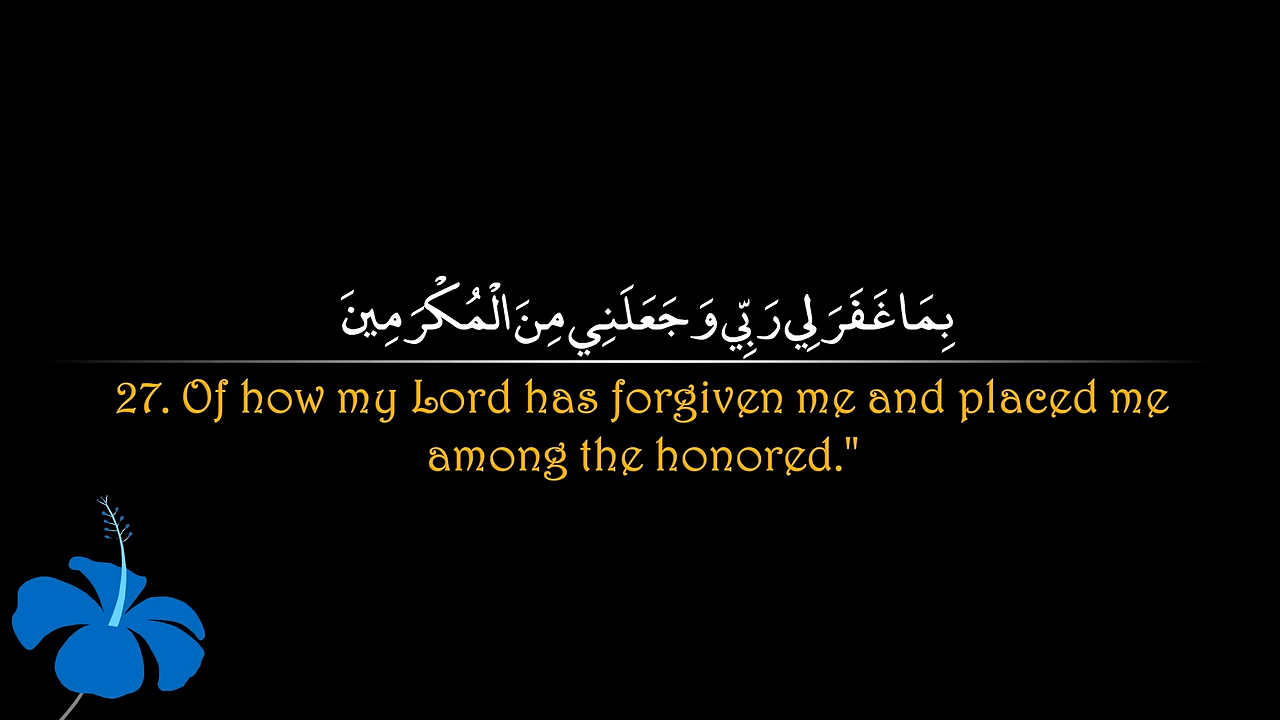 بِمَا غَفَرَ لِي رَبِّي وَجَعَلَنِي مِنَ الْمُكْرَمِينَ
27. Of how my Lord has forgiven me and placed me
among the honored."